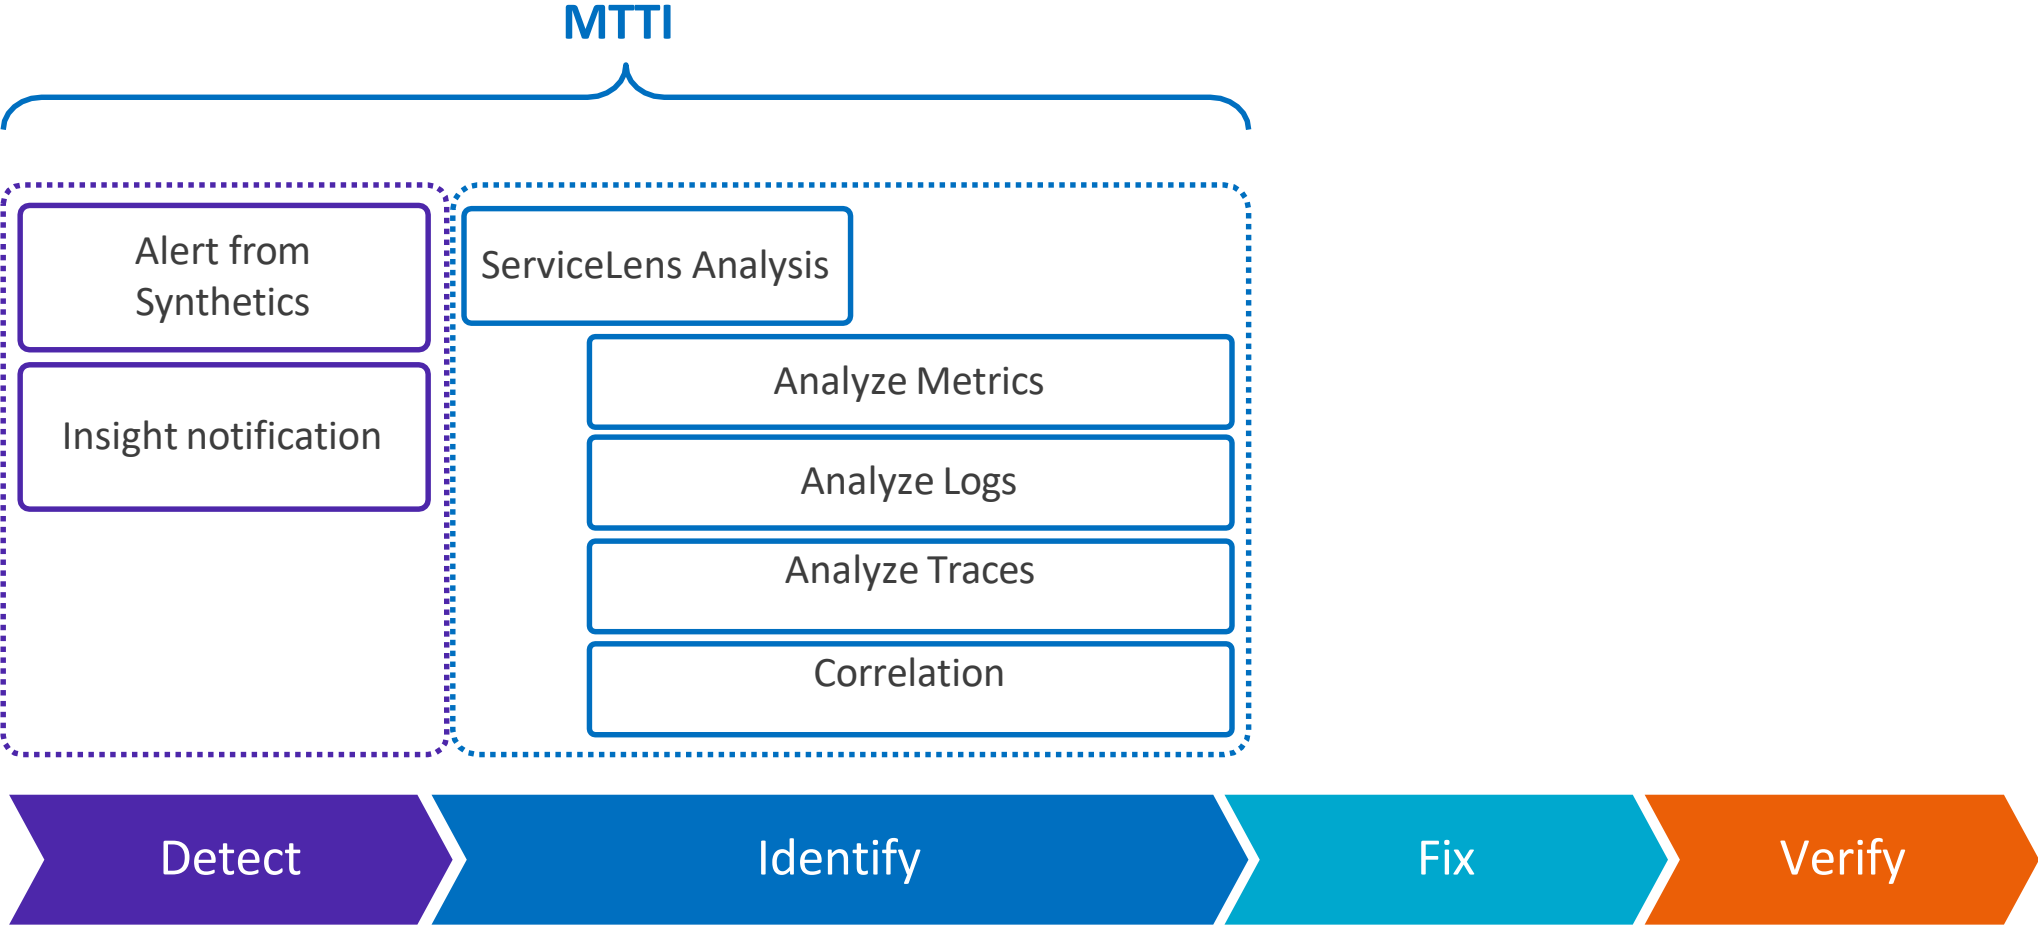 MTTI
Alert from
Synthetics
Insight notification
ServiceLens Analysis
Analyze Metrics
Analyze Logs
Analyze Traces
Correlation
Detect
Identify
Fix
Verify